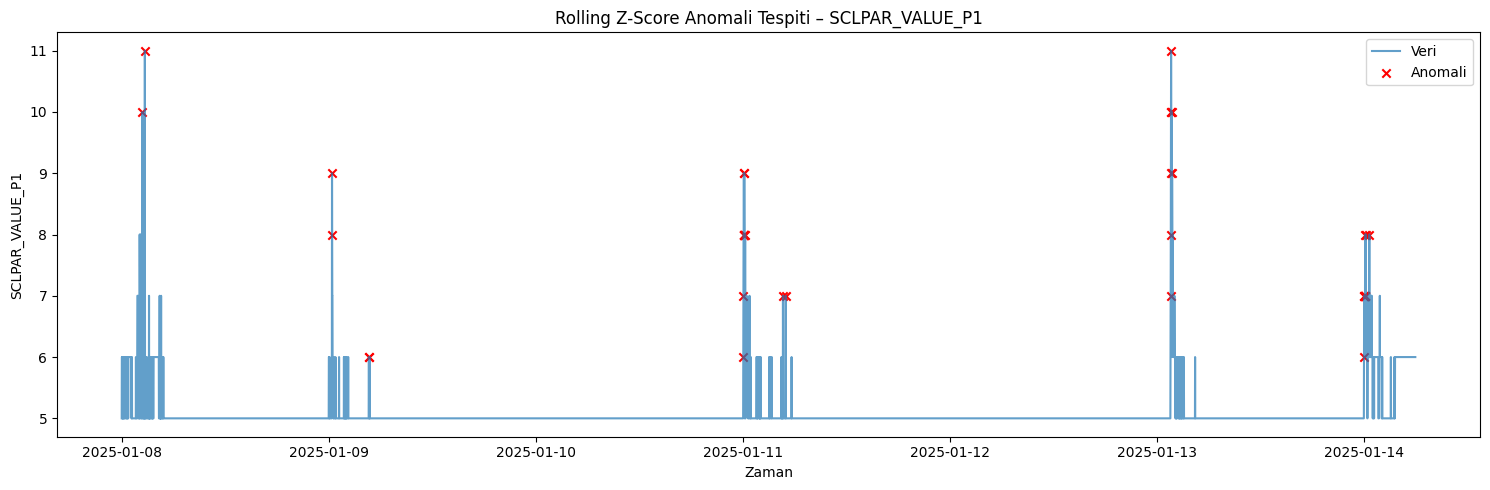 Rolling Z-Score Anomali Tespiti – SCLPAR_VALUE_P1
Veri
Anomali
SCLPAR_VALUE_P1
11
10
9
8
7
6
5
2025-01-08
2025-01-09
2025-01-10
2025-01-11
2025-01-12
2025-01-13
2025-01-14
Zaman